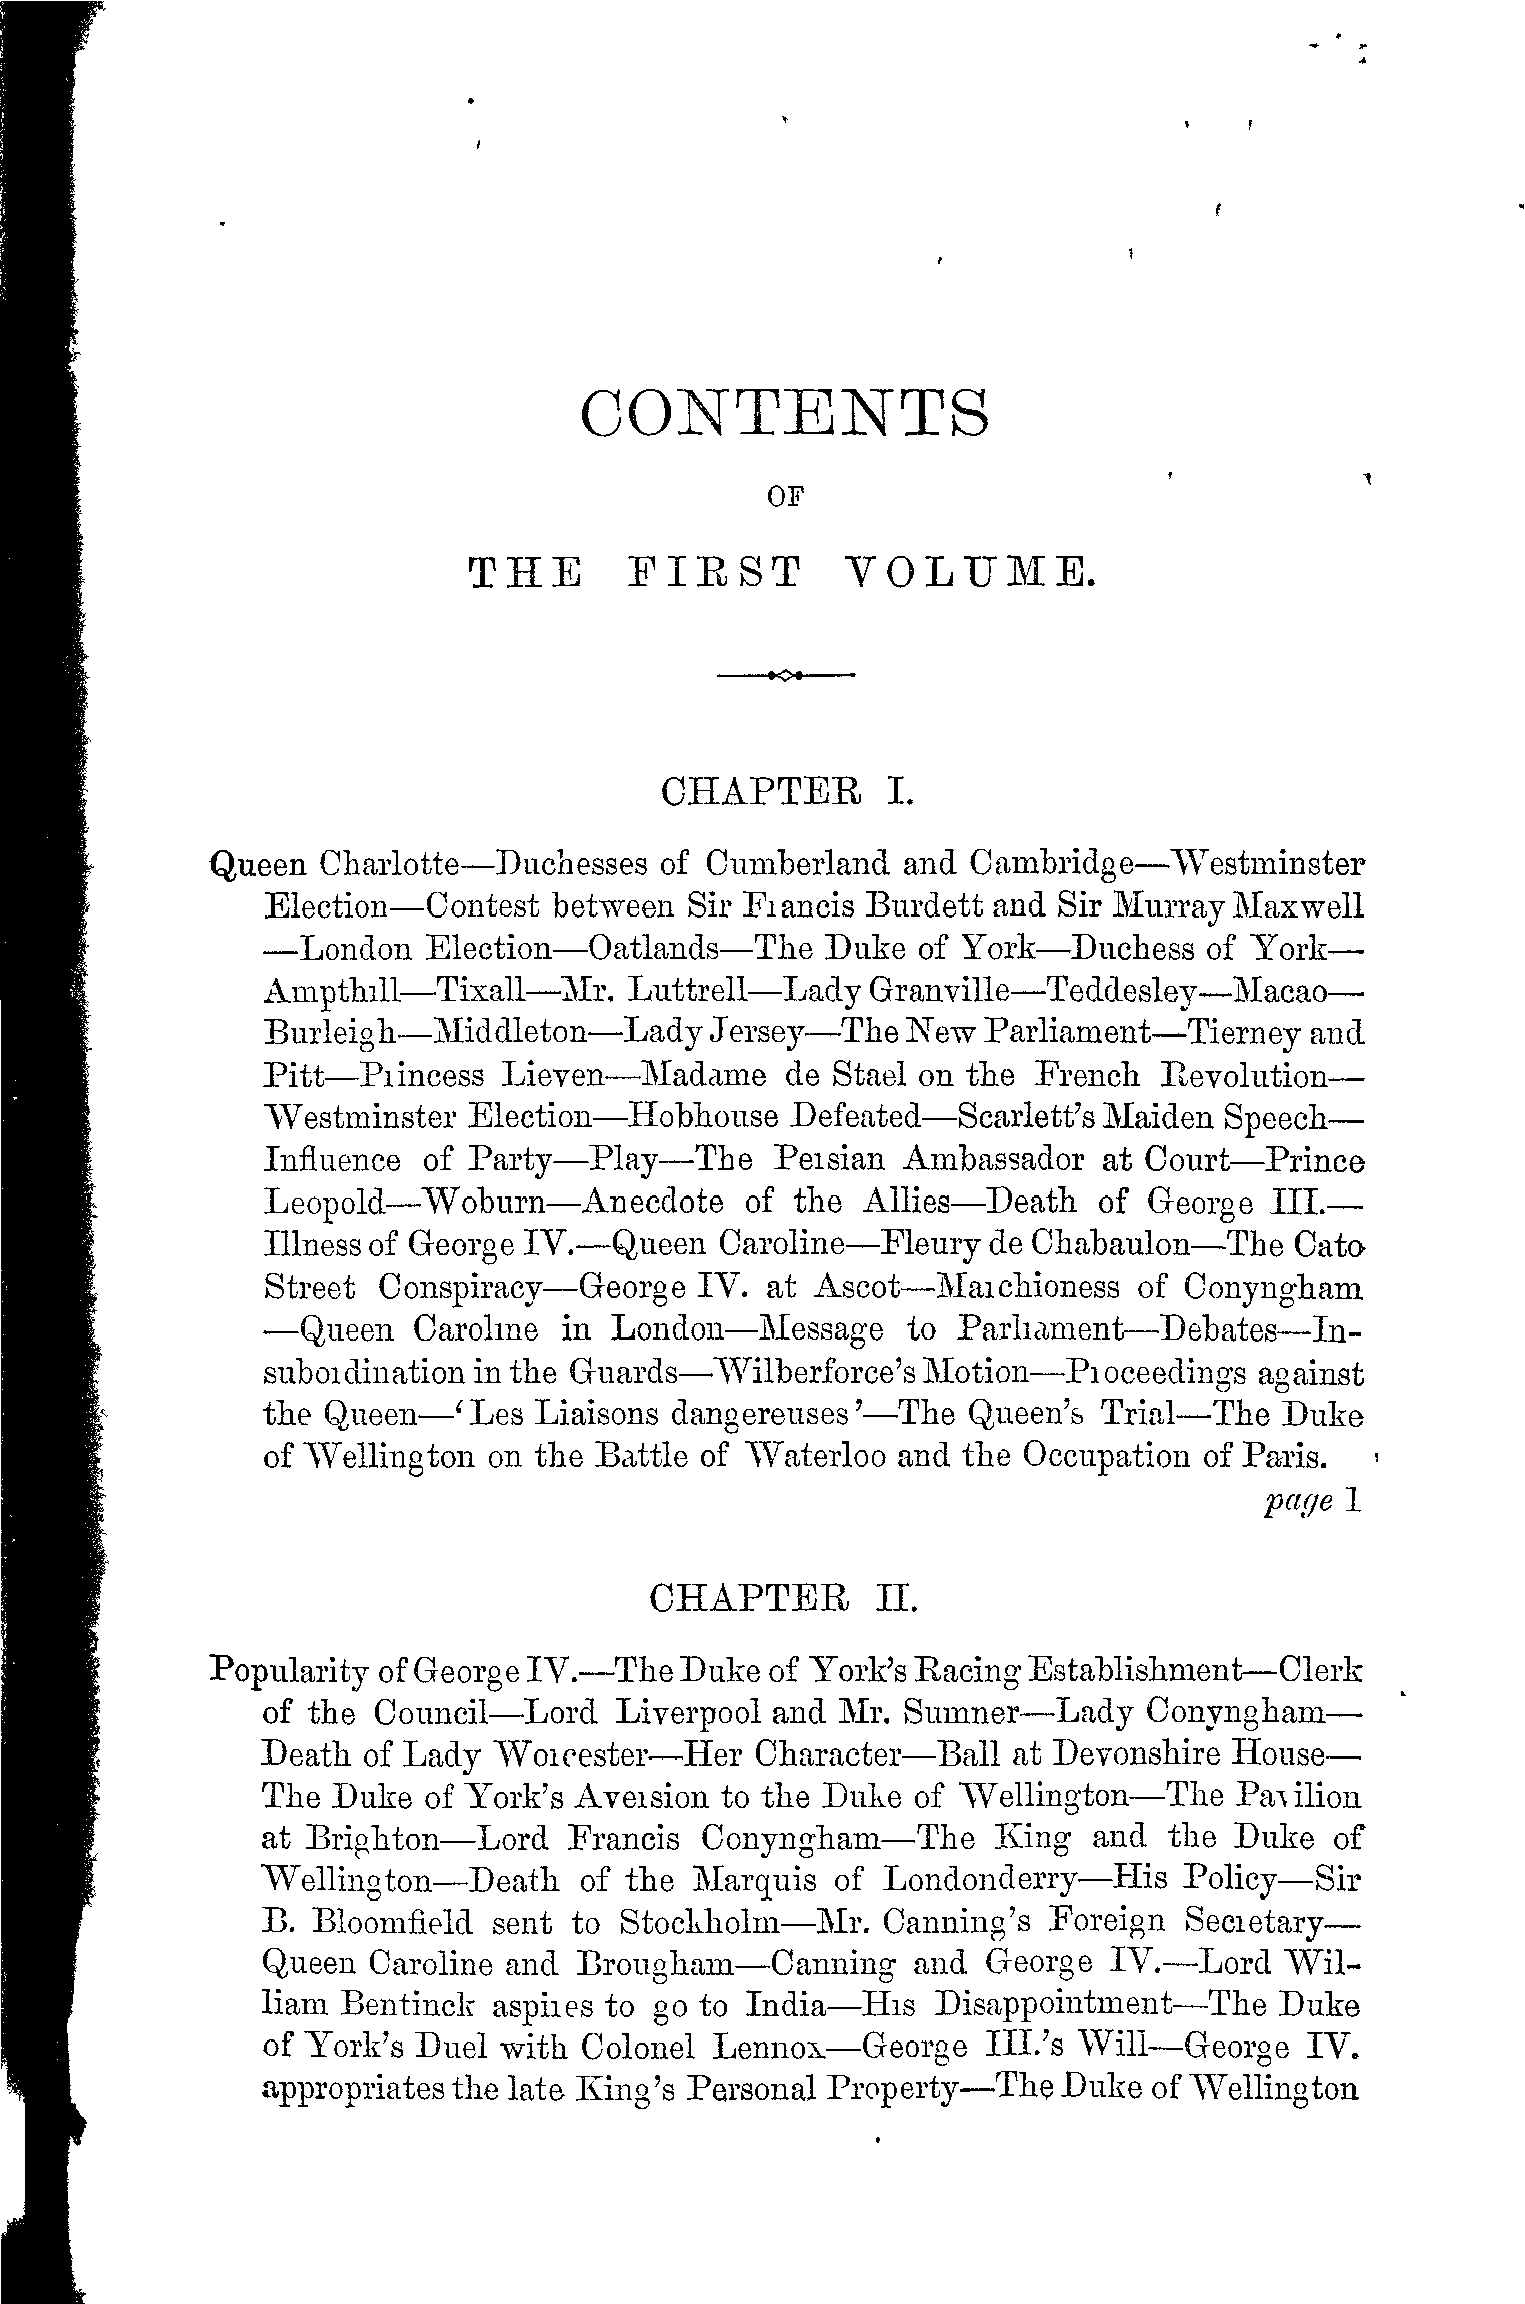 CONTENTS
OF
THE FIRST VOLUME.
CHAPTER I.
Queen Charlotte—Duchesses of Cumberland and Cambridge—Westminster
Election—Contest between Sir Francis Burdett and Sir Murray Maxwell
—London Election—Oatlands—The Duke of York—Duchess of York—
Ampthill—Tixall—Mr. Luttrell—Lady Granville—Teddesley—Macao—
Burleigh—Middleton—Lady Jersey—The New Parliament—Tierney and
Pitt—Princess Lieven—Madame de Stael on the French Revolution—
Westminster Election—Hobhouse Defeated—Scarlett's Maiden Speech—
Influence of Party—Play—The Persian Ambassador at Court—Prince
Leopold—Woburn—Anecdote of the Allies—Death of George III.—
Illness of George IV.—Queen Caroline—Fleury de Chabaulon—The Cato
Street Conspiracy—George IV. at Ascot—Marchioness of Conyngham
—Queen Caroline in London—Message to Parliament—Debates—In-
subordination in the Guards—Wilberforce's Motion—Proceedings against
the Queen—‘Les Liaisons dangereuses’—The Queen's Trial—The Duke
of Wellington on the Battle of Waterloo and the Occupation of Paris.
page 1
CHAPTER II.
Popularity of George IV.—The Duke of York's Racing Establishment—Clerk
of the Council—Lord Liverpool and Mr. Sumner—Lady Conyngham—
Death of Lady Worcester—Her Character—Ball at Devonshire House—
The Duke of York's Aversion to the Duke of Wellington—The Pavilion
at Brighton—Lord Francis Conyngham—The King and the Duke of
Wellington—Death of the Marquis of Londonderry—His Policy—Sir
B. Bloomfield sent to Stockholm—Mr. Canning's Foreign Secretary—
Queen Caroline and Brougham—Canning and George IV.—Lord Wil-
liam Bentinck aspires to go to India—His Disappointment—The Duke
of York's Duel with Colonel Lennox—George III.'s Will—George IV.
appropriates the late King's Personal Property—The Duke of Wellington